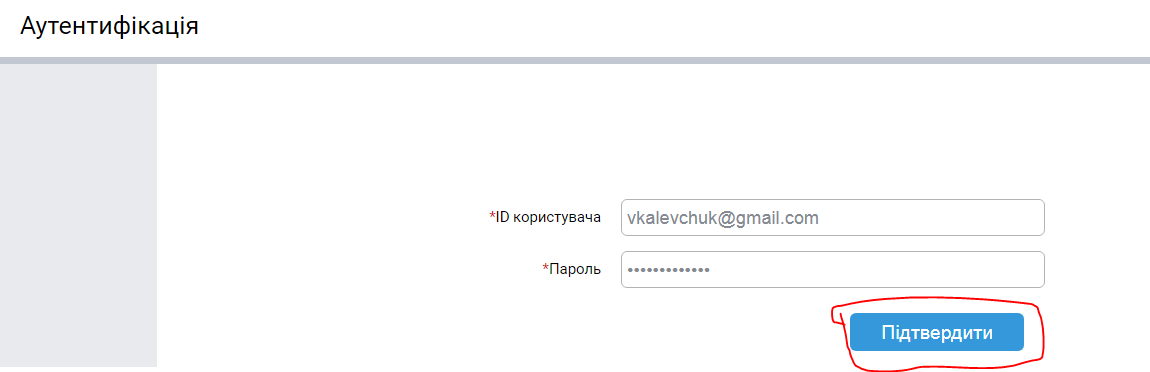 Аутентифікація
*ID користувача
vkalevchuk@gmail.com
*Пароль
•••••••••••••
Підтвердити